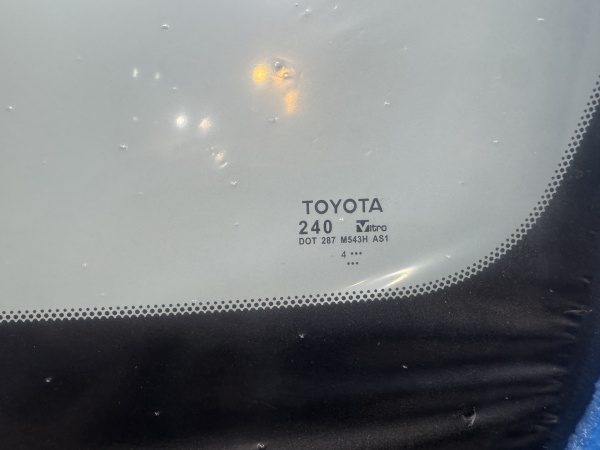 TOYOTA
240 Vitro
DOT 287 M543H AS1
4 •••
•••